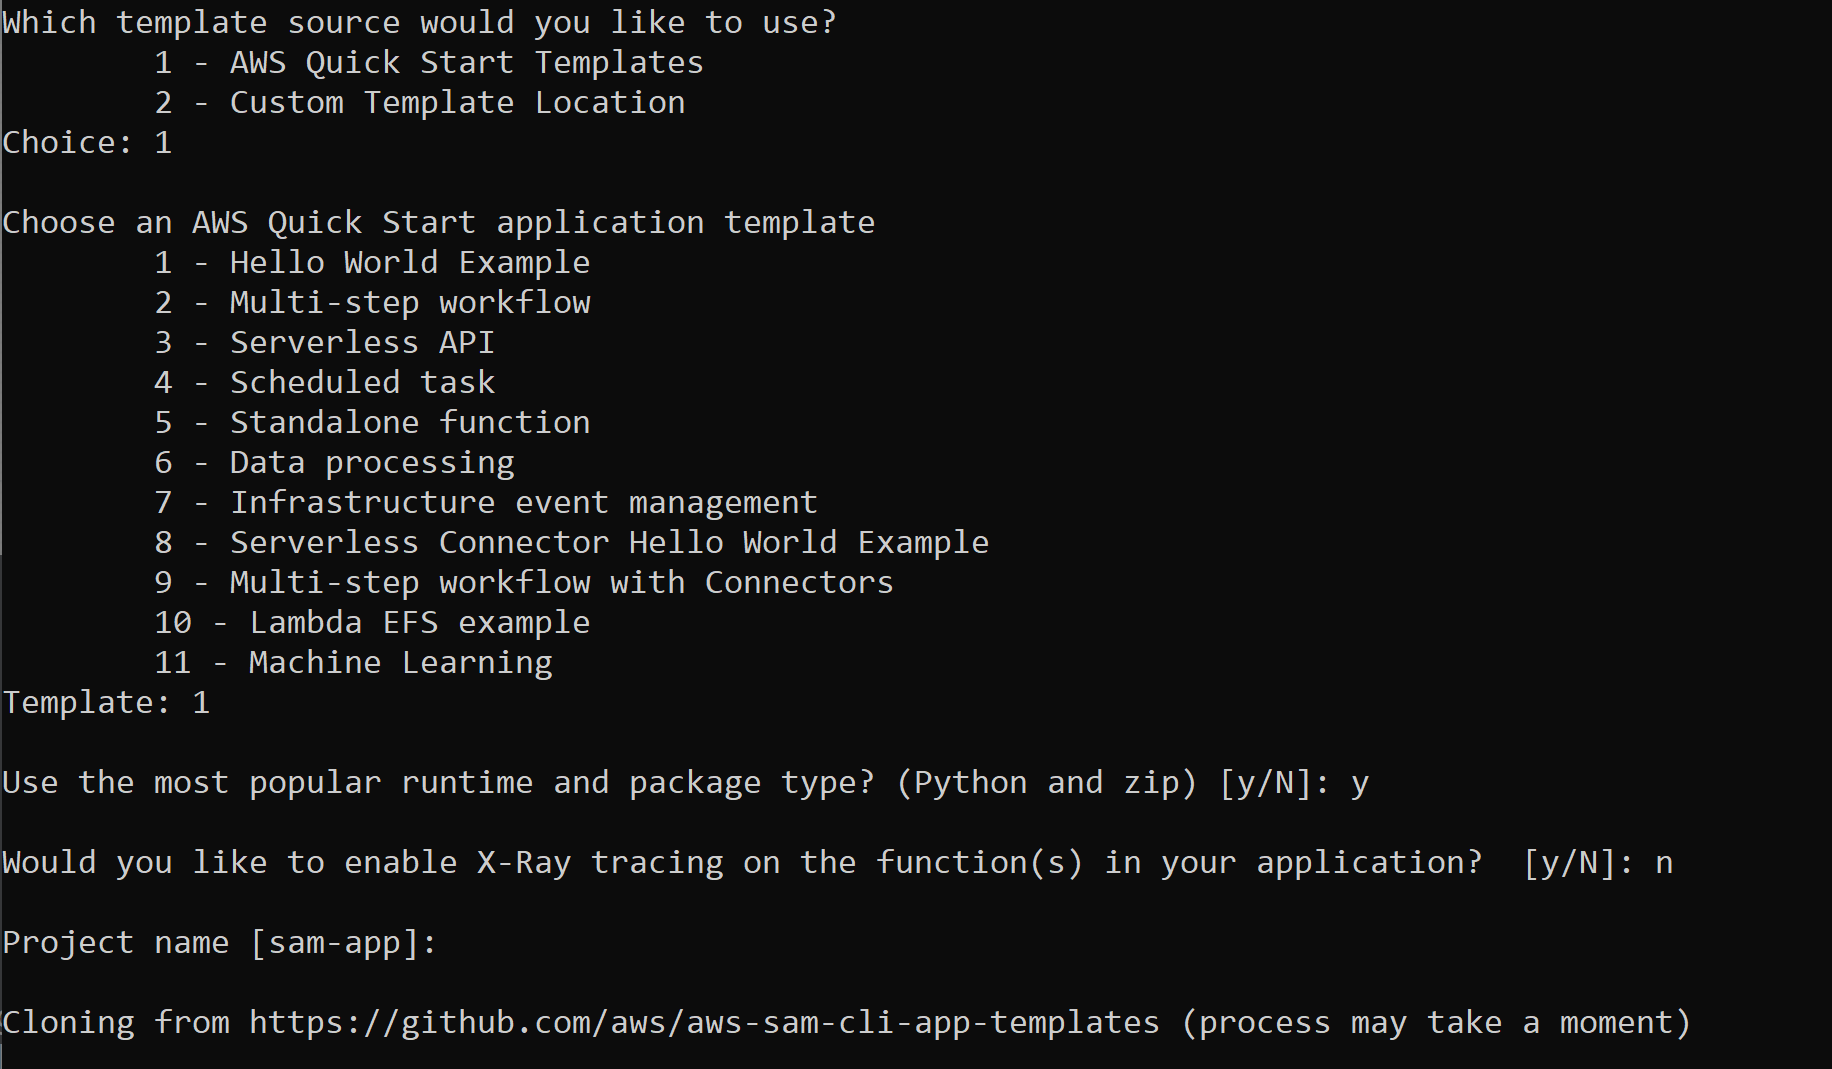 Which template source would you like to use?
1 - AWS Quick Start Templates
2 - Custom Template Location
Choice: 1
Choose an AWS Quick Start application template
1 - Hello World Example
2 - Multi-step workflow
3 - Serverless API
4 - Scheduled task
5 - Standalone function
6 - Data processing
7 - Infrastructure event management
8 - Serverless Connector Hello World Example
9 - Multi-step workflow with Connectors
10 - Lambda EFS example
11 - Machine Learning
Template: 1
Use the most popular runtime and package type? (Python and zip) [y/N]: y
Would you like to enable X-Ray tracing on the function(s) in your application?  [y/N]: n
Project name [sam-app]:
Cloning from https://github.com/aws/aws-sam-cli-app-templates (process may take a moment)